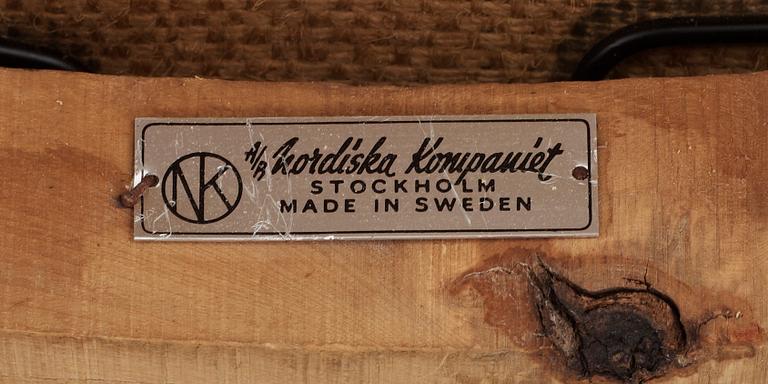 NK
A/B Nordiska Kompaniet
STOCKHOLM
MADE IN SWEDEN